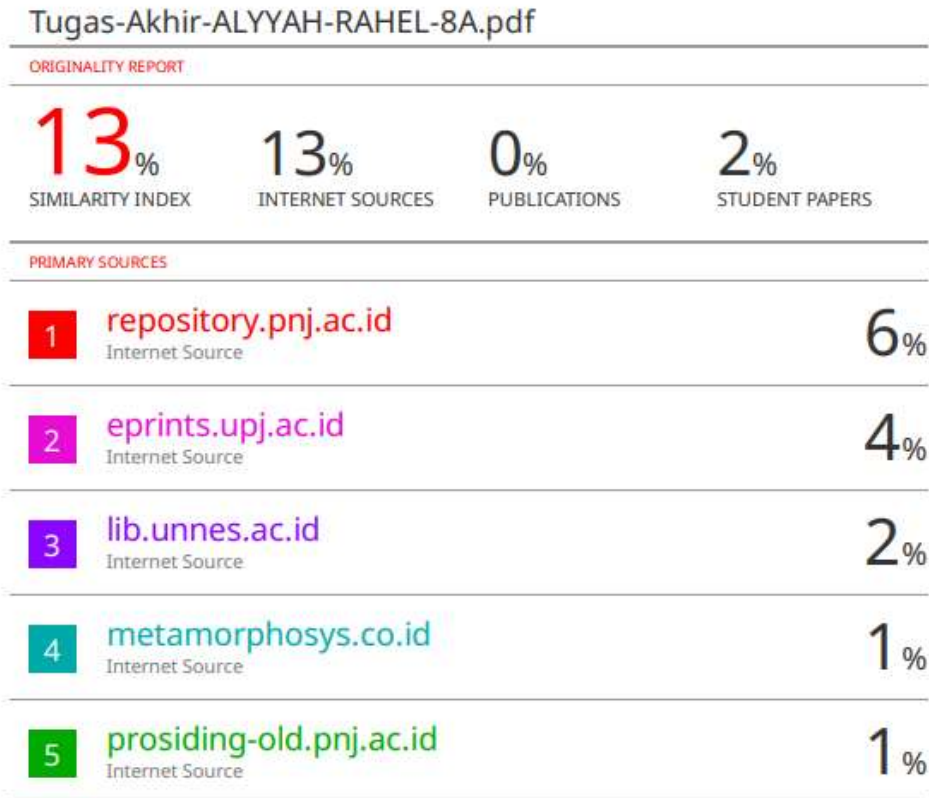 Tugas-Akhir-ALYYAH-RAHEL-8A.pdf
ORIGINALITY REPORT
13% 13% 0% 2%
SIMILARITY INDEX INTERNET SOURCES PUBLICATIONS STUDENT PAPERS
PRIMARY SOURCES
1 repository.pnj.ac.id 6%
Internet Source
2 eprints.upj.ac.id 4%
Internet Source
3 lib.unnes.ac.id 2%
Internet Source
4 metamorphosys.co.id 1%
Internet Source
5 prosiding-old.pnj.ac.id 1%
Internet Source